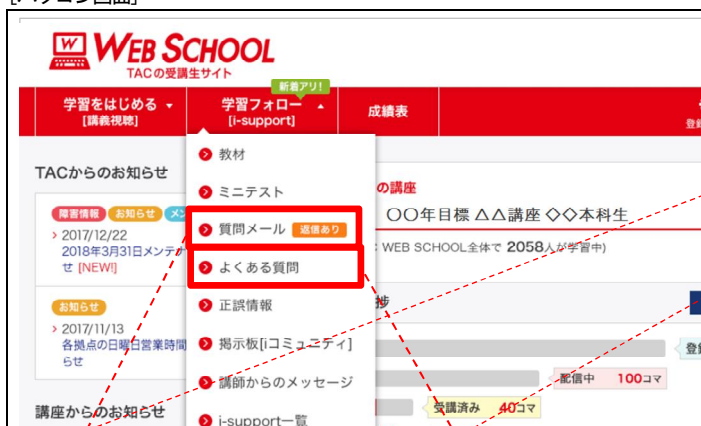 [パソコン画面]
W WEB SCHOOL
TACの受講生サイト
新着アリ!
学習をはじめる ▼
[講義視聴]
学習フォロー ▲
[i-support]
成績表
教材
ミニテスト
質問メール 返信あり
よくある質問
正誤情報
掲示板[iコミュニティ]
講師からのメッセージ
i-support一覧
TACからのお知らせ
障害情報 お知らせ
> 2017/12/22
2018年3月31日メンテナ
せ [NEW!]
お知らせ
> 2017/11/13
各拠点の日曜日営業時間
らせ
講座からのお知らせ
の講座
〇〇年目標 △△講座 ◇◇本科生
WEB SCHOOL全体で 2058人が学習中)
捗
配信中 100コマ
受講済み 40コマ